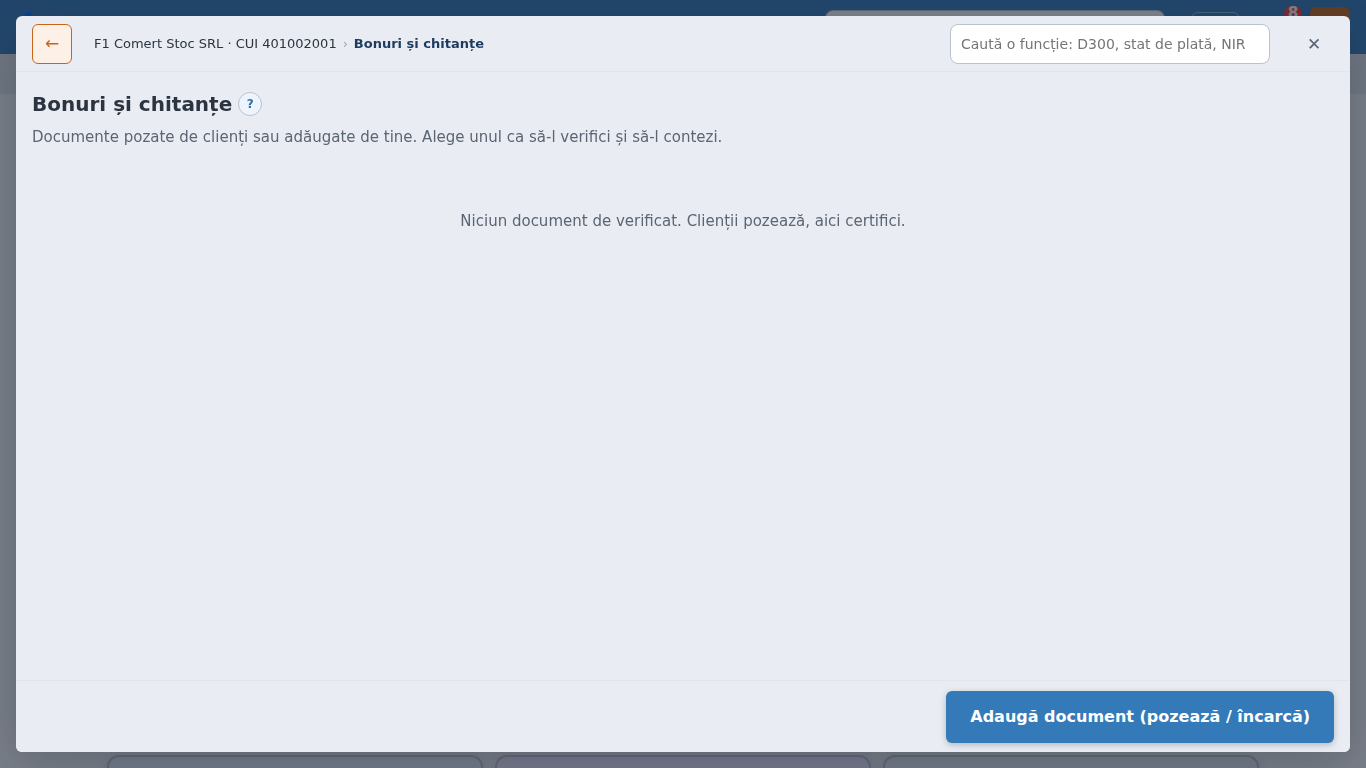 8
←
F1 Comert Stoc SRL · CUI 401002001 › Bonuri și chitanțe
Caută o funcție: D300, stat de plată, NIR
✕
Bonuri și chitanțe ?
Documente pozate de clienți sau adăugate de tine. Alege unul ca să-l verifici și să-l contezi.
Niciun document de verificat. Clienții pozează, aici certifici.
Adaugă document (pozează / încarcă)